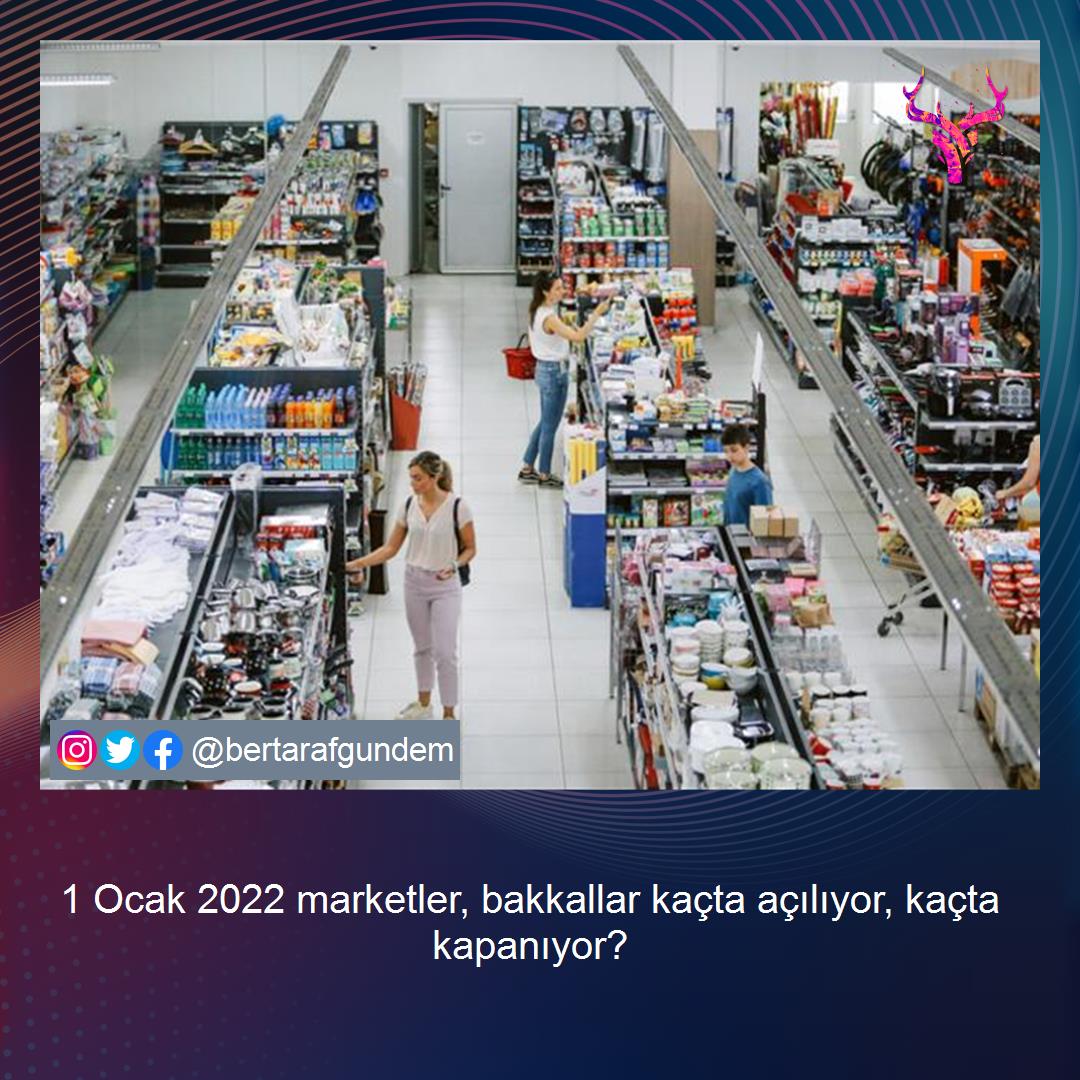 @bertarafgundem
1 Ocak 2022 marketler, bakkallar kaçta açılıyor, kaçta
kapanıyor?